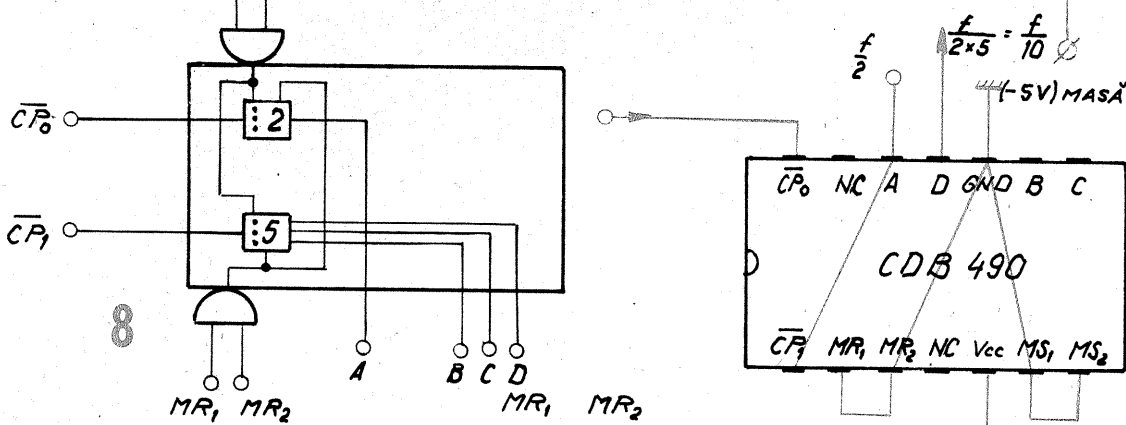 CP₀
:2
CP₁
:5
8
A
B C D
MR₁ MR₂
MR₁ MR₂
f/2
f/2×5 = f/10
(-5V) MASĂ
CP₀ NC A D GND B C
CDB 490
CP₁ MR₁ MR₂ NC Vcc MS₁ MS₂